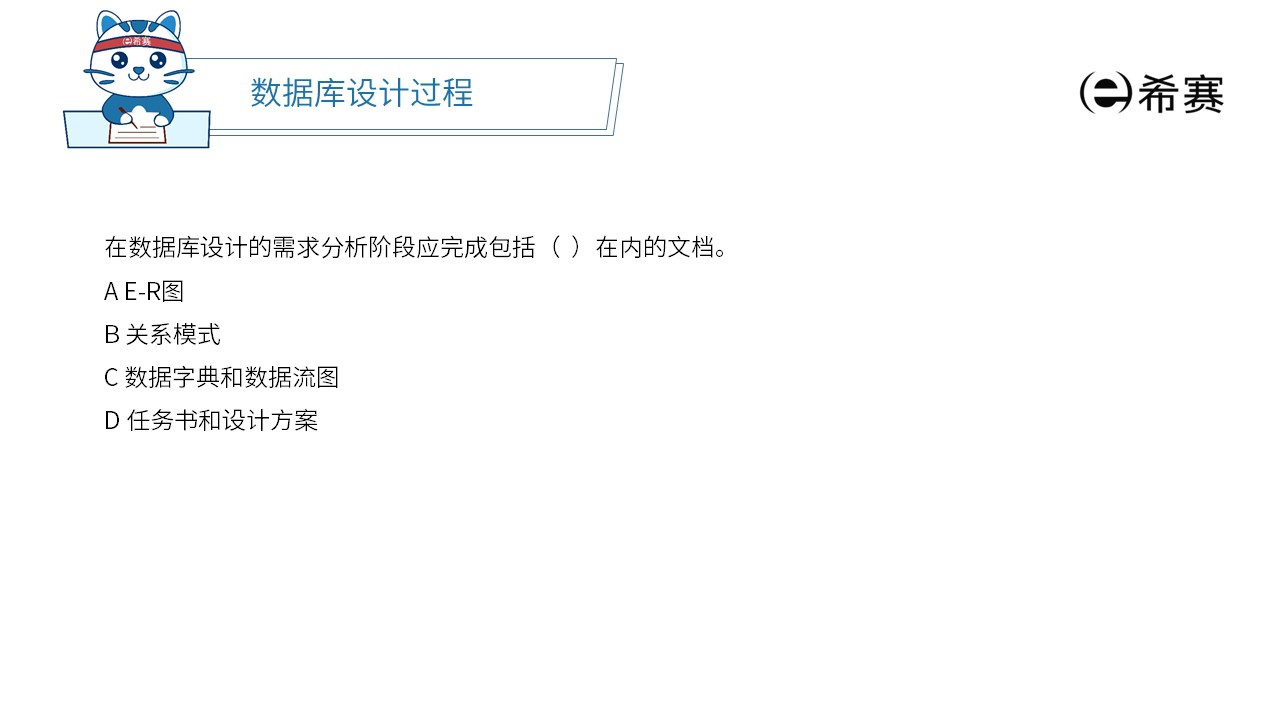 (e)希赛
数据库设计过程
(e)希赛
在数据库设计的需求分析阶段应完成包括（ ）在内的文档。
A E-R图
B 关系模式
C 数据字典和数据流图
D 任务书和设计方案